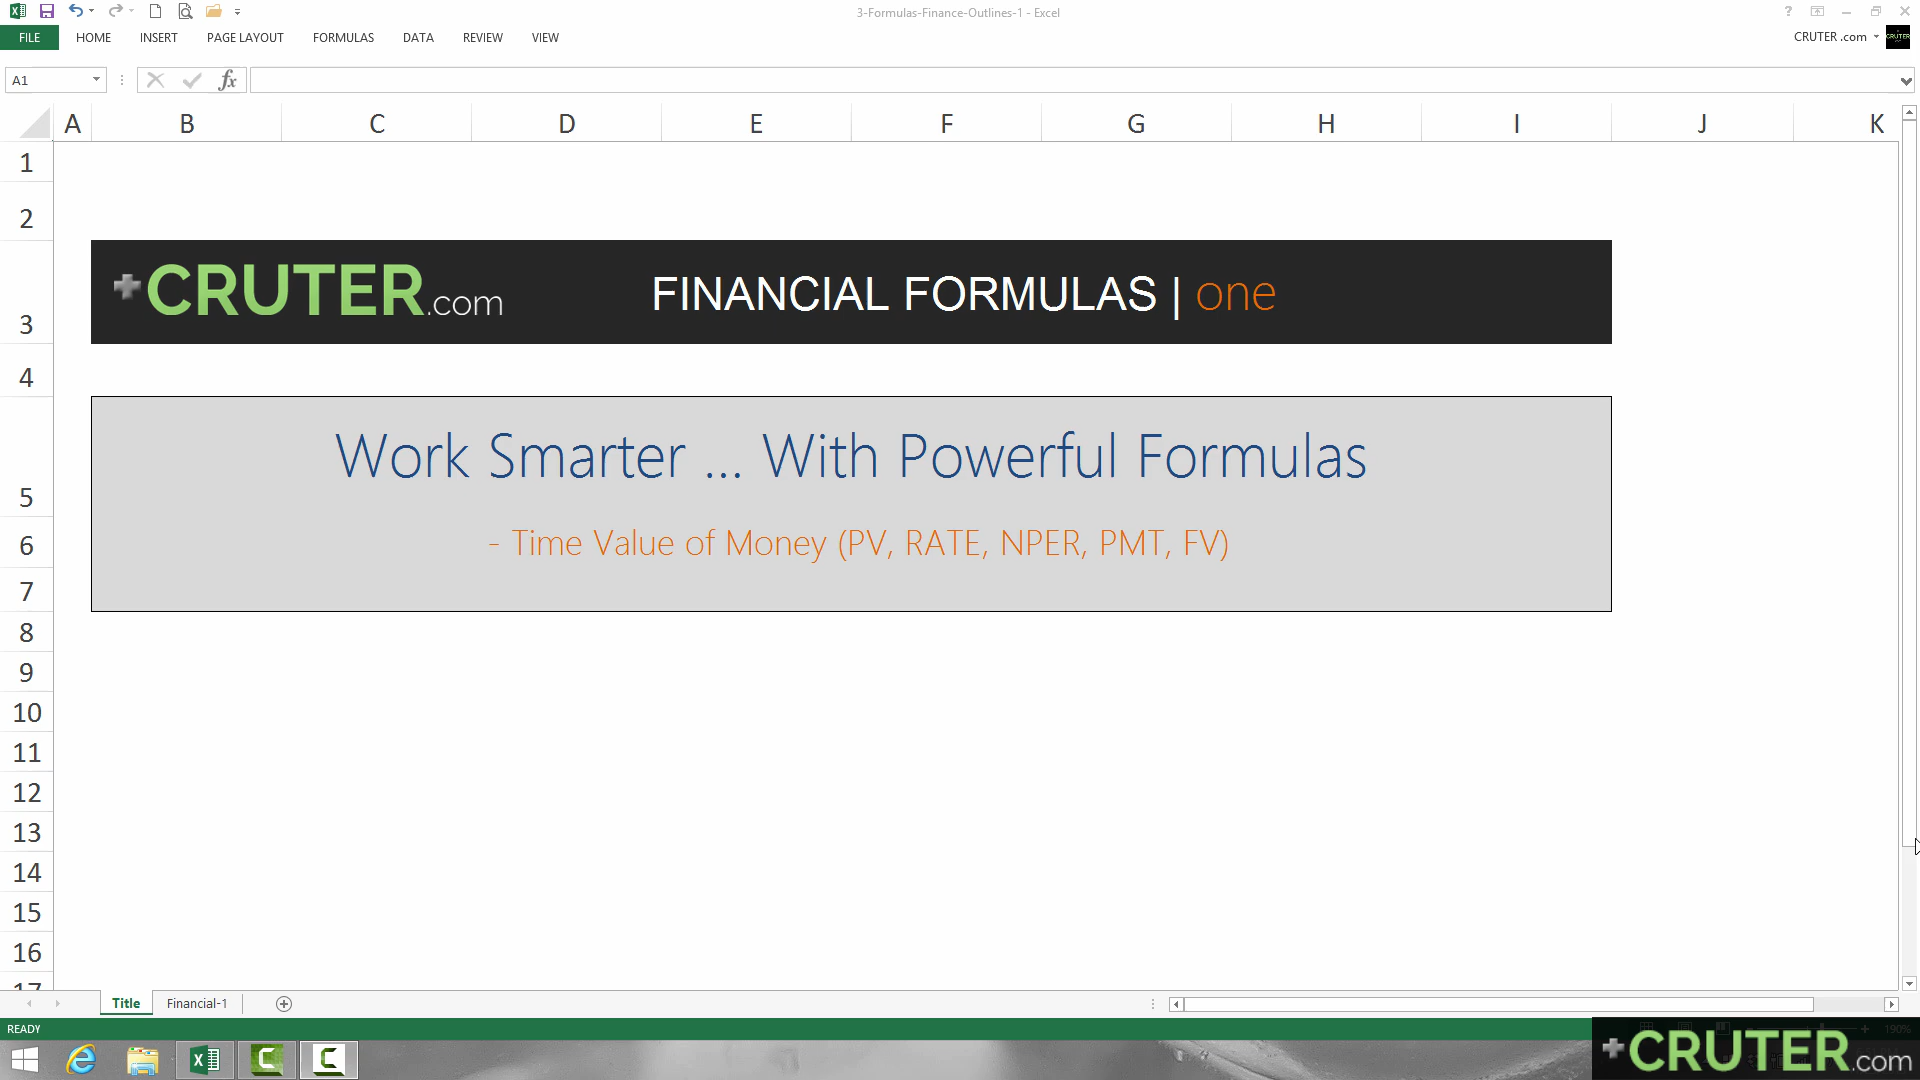 3-Formulas-Finance-Outlines-1 - Excel
FILE HOME INSERT PAGE LAYOUT FORMULAS DATA REVIEW VIEW
CRUTER .com
A1
fx
A B C D E F G H I J K
1
2
3
+CRUTER.com FINANCIAL FORMULAS | one
4
5
Work Smarter ... With Powerful Formulas
6
- Time Value of Money (PV, RATE, NPER, PMT, FV)
7
8
9
10
11
12
13
14
15
16
17
Title Financial-1
READY
190%
+CRUTER.com